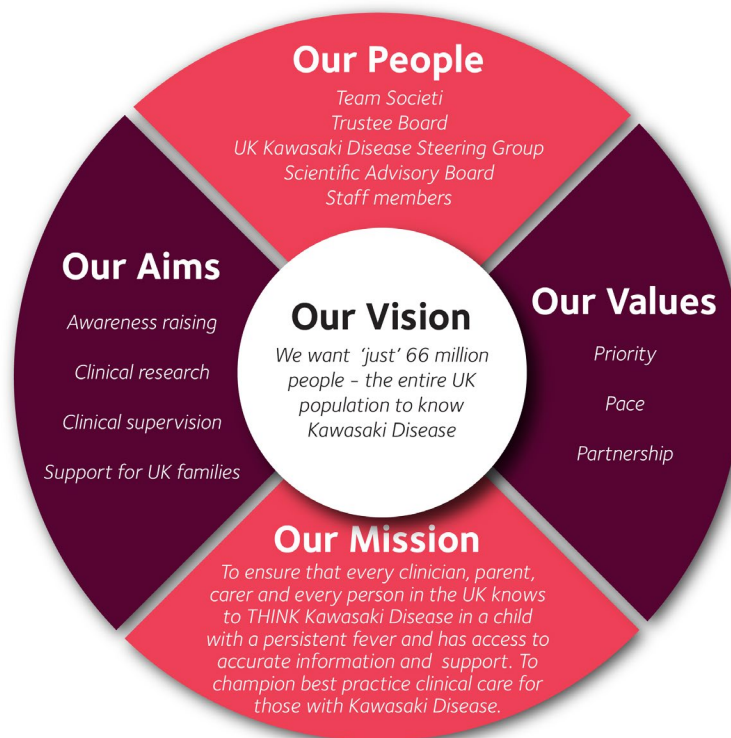 Our People
Team Societi
Trustee Board
UK Kawasaki Disease Steering Group
Scientific Advisory Board
Staff members
Our Aims
Awareness raising
Clinical research
Clinical supervision
Support for UK families
Our Vision
We want ‘just’ 66 million
people - the entire UK
population to know
Kawasaki Disease
Our Values
Priority
Pace
Partnership
Our Mission
To ensure that every clinician, parent,
carer and every person in the UK knows
to THINK Kawasaki Disease in a child
with a persistent fever and has access to
accurate information and support. To
champion best practice clinical care for
those with Kawasaki Disease.